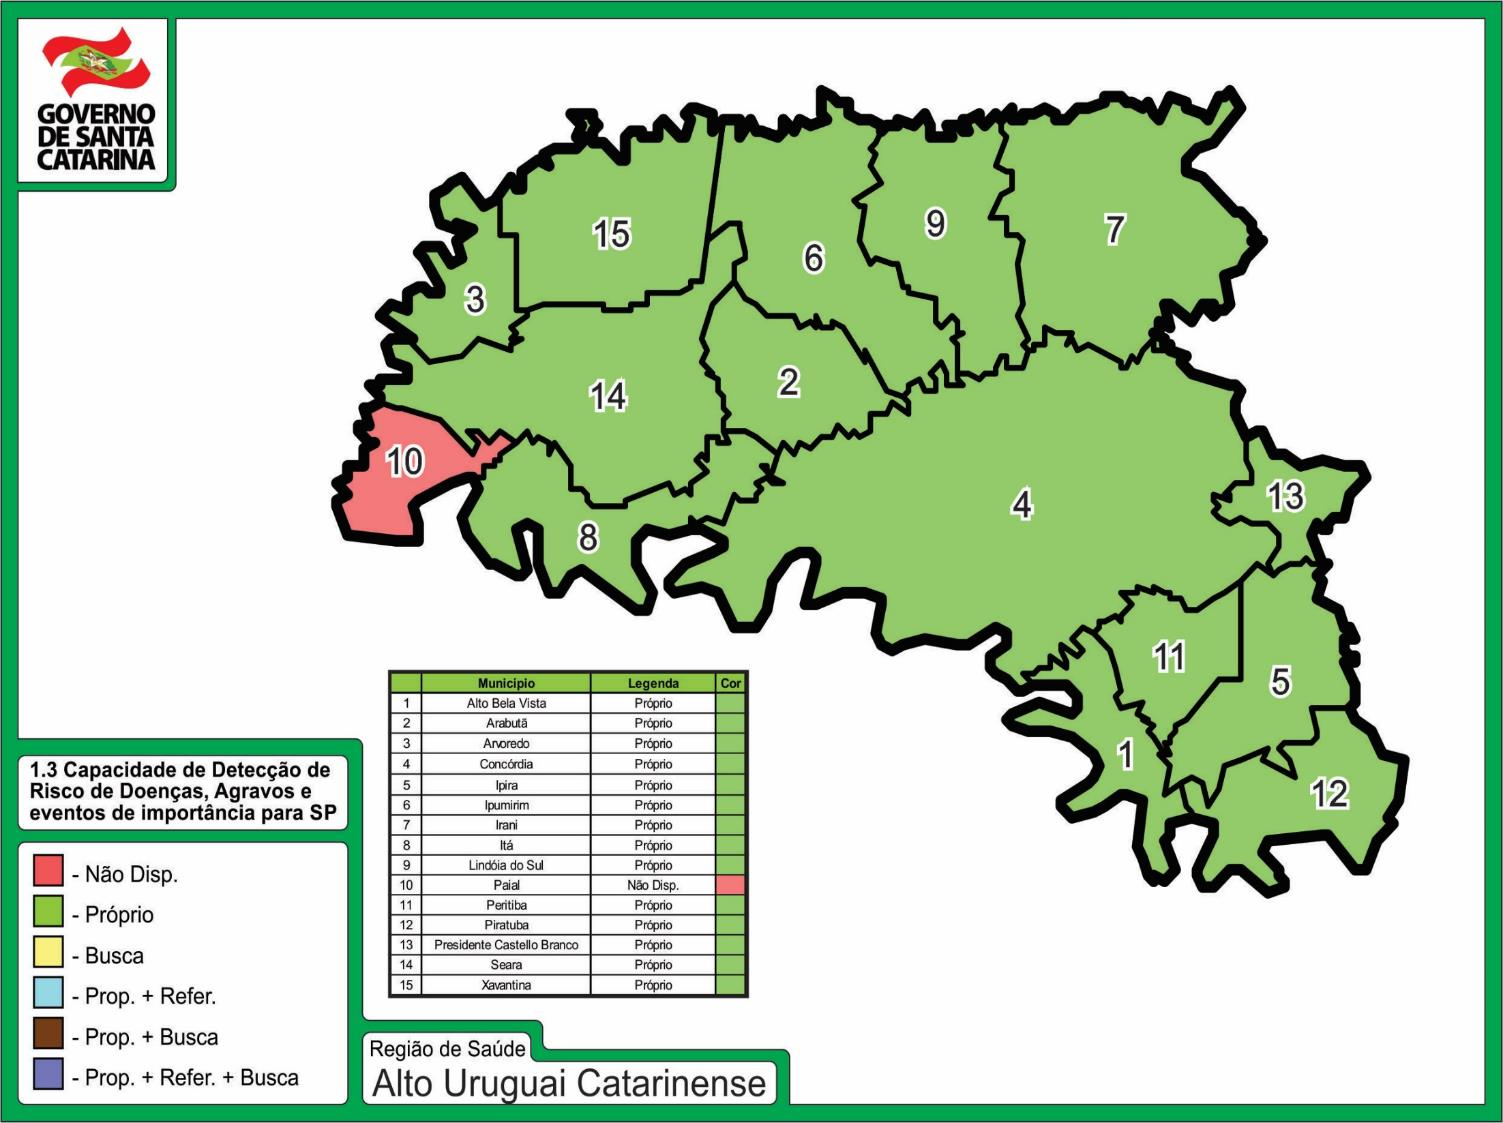 GOVERNO
DE SANTA
CATARINA
15
9
7
6
3
2
14
10
4
13
8
11
5
1
12
Municipio Legenda Cor
1 Alto Bela Vista Próprio
2 Arabutã Próprio
3 Arvoredo Próprio
4 Concórdia Próprio
5 Ipira Próprio
6 Ipumirim Próprio
7 Irani Próprio
8 Itá Próprio
9 Lindóia do Sul Próprio
10 Paial Não Disp.
11 Peritiba Próprio
12 Piratuba Próprio
13 Presidente Castello Branco Próprio
14 Seara Próprio
15 Xavantina Próprio
1.3 Capacidade de Detecção de
Risco de Doenças, Agravos e
eventos de importância para SP
- Não Disp.
- Próprio
- Busca
- Prop. + Refer.
- Prop. + Busca
- Prop. + Refer. + Busca
Região de Saúde
Alto Uruguai Catarinense